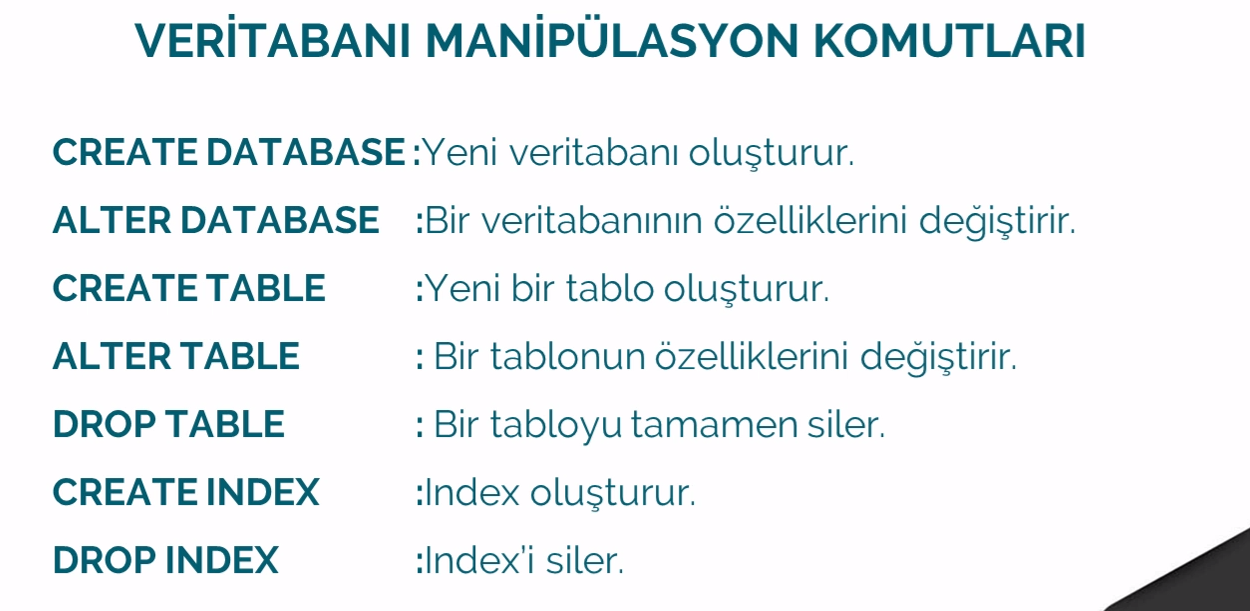 VERİTABANI MANİPÜLASYON KOMUTLARI
CREATE DATABASE :Yeni veritabanı oluşturur.
ALTER DATABASE :Bir veritabanının özelliklerini değiştirir.
CREATE TABLE :Yeni bir tablo oluşturur.
ALTER TABLE : Bir tablonun özelliklerini değiştirir.
DROP TABLE : Bir tabloyu tamamen siler.
CREATE INDEX :Index oluşturur.
DROP INDEX :Index’i siler.